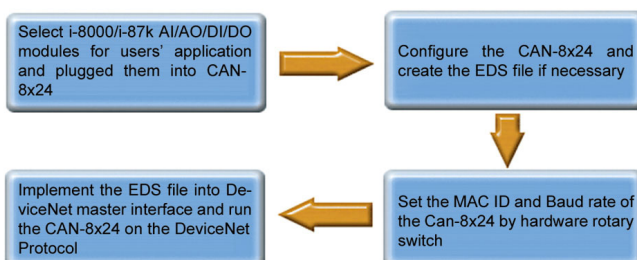 Select i-8000/i-87k AI/AO/DI/DO
modules for users' application
and plugged them into CAN-
8x24
Configure the CAN-8x24 and
create the EDS file if necessary
Set the MAC ID and Baud rate of
the Can-8x24 by hardware rotary
switch
Implement the EDS file into De-
viceNet master interface and run
the CAN-8x24 on the DeviceNet
Protocol